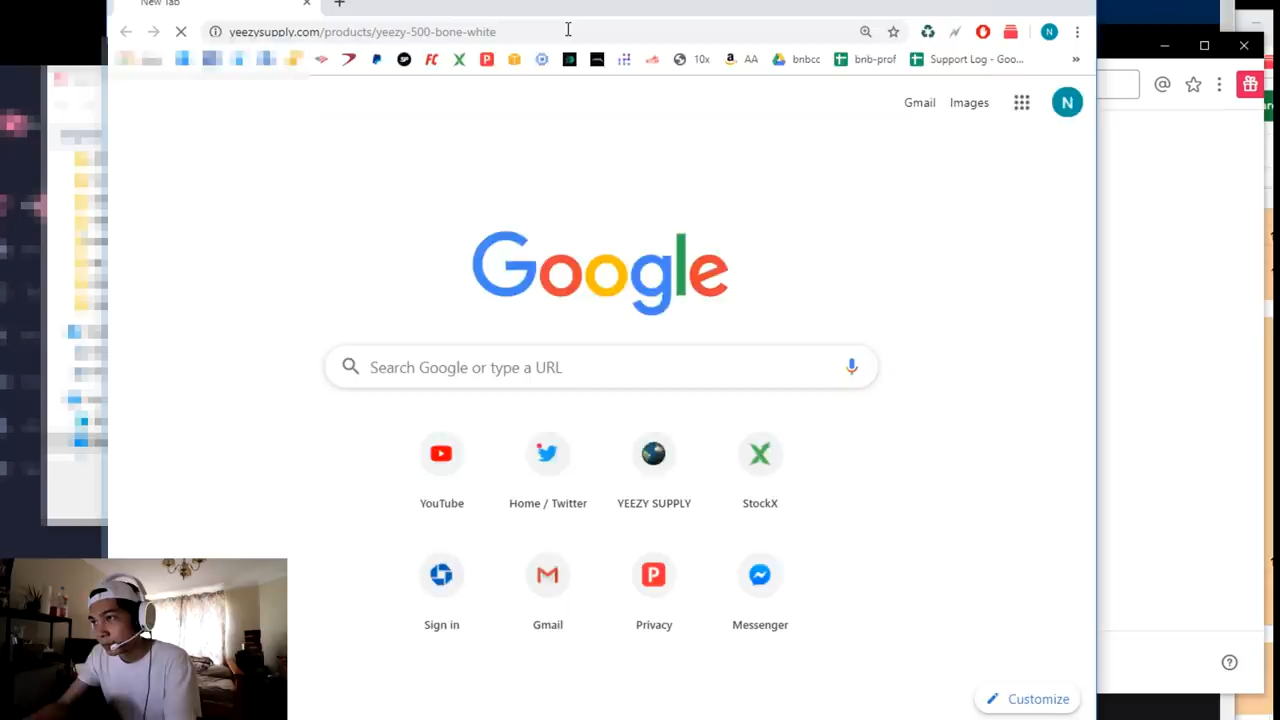 New Tab
yeezysupply.com/products/yeezy-500-bone-white
FC
10x
AA
bnbcc
bnb-prof
Support Log - Goo...
Gmail
Images
N
Google
Search Google or type a URL
YouTube
Home / Twitter
YEEZY SUPPLY
StockX
Sign in
Gmail
Privacy
Messenger
Customize